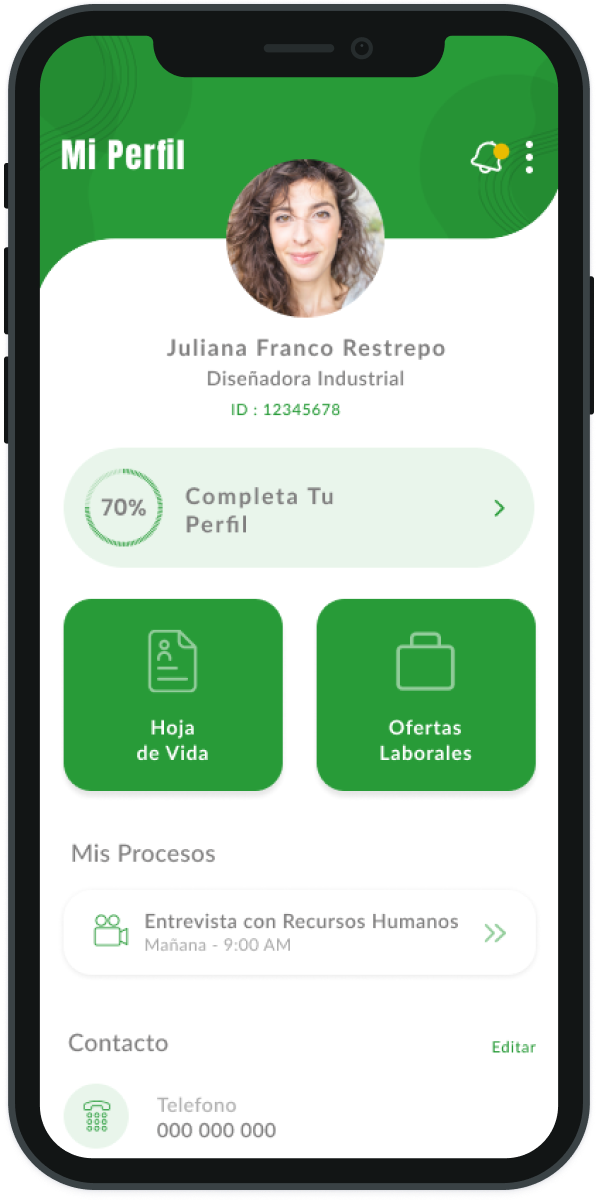 Mi Perfil
Juliana Franco Restrepo
Diseñadora Industrial
ID : 12345678
70%
Completa Tu
Perfil
Hoja
de Vida
Ofertas
Laborales
Mis Procesos
Entrevista con Recursos Humanos
Mañana - 9:00 AM
Contacto
Editar
Telefono
000 000 000